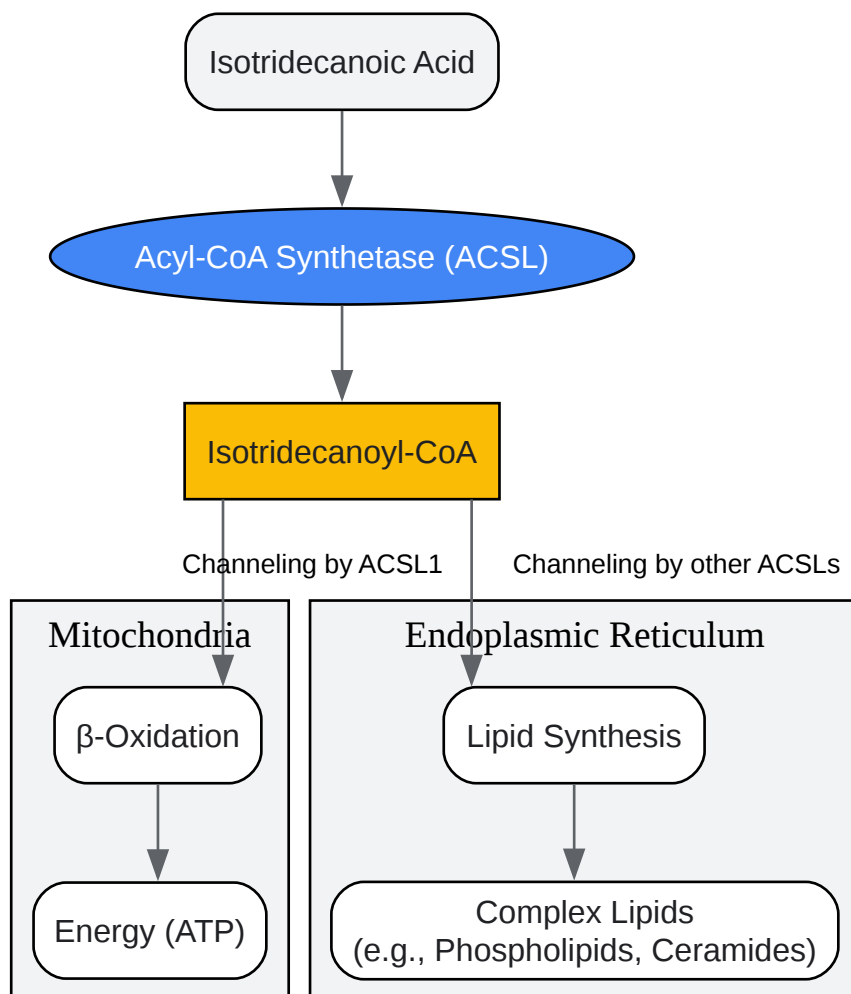 Isotridecanoic Acid
Acyl-CoA Synthetase (ACSL)
Isotridecanoyl-CoA
Channeling by ACSL1
Channeling by other ACSLs
Mitochondria
Endoplasmic Reticulum
β-Oxidation
Lipid Synthesis
Energy (ATP)
Complex Lipids
(e.g., Phospholipids, Ceramides)